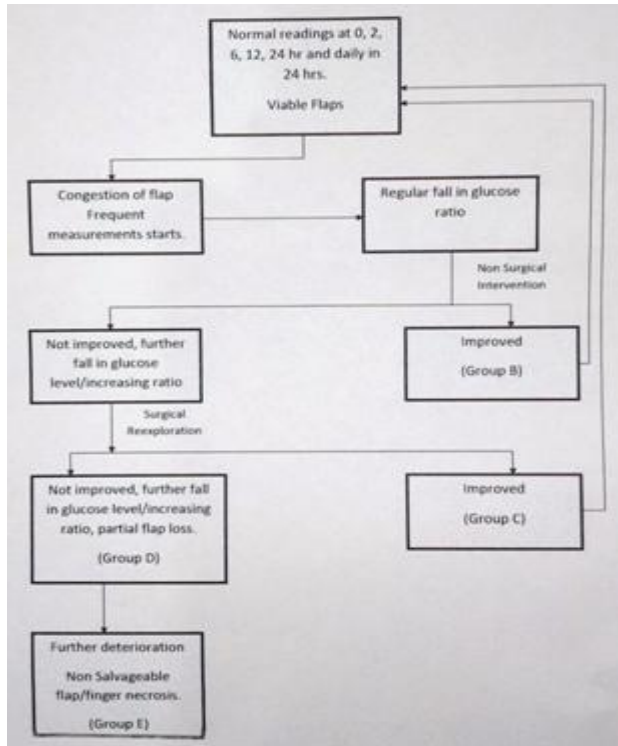 Normal readings at 0, 2,
6, 12, 24 hr and daily in
24 hrs.
Viable Flaps
Congestion of flap
Frequent
measurements starts.
Regular fall in glucose
ratio
Non Surgical
Intervention
Not improved, further
fall in glucose
level/increasing ratio
Improved
(Group B)
Surgical
Reexploration
Not improved, further fall
in glucose level/increasing
ratio, partial flap loss.
(Group D)
Improved
(Group C)
Further deterioration
Non Salvageable
flap/finger necrosis.
(Group E)